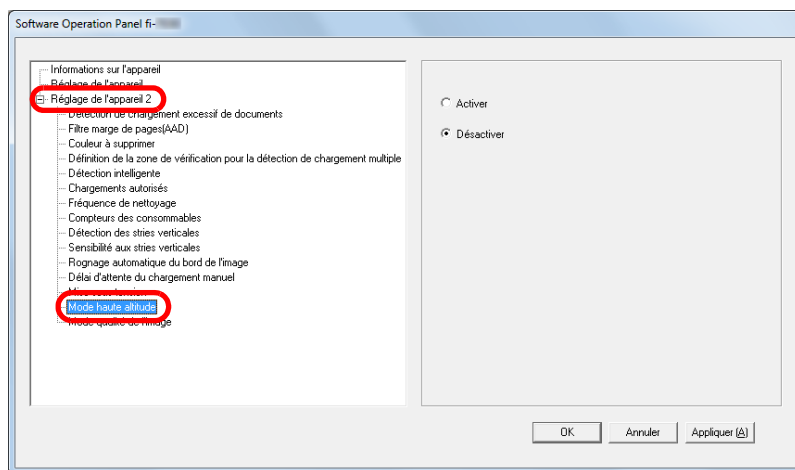 Software Operation Panel fi-
Informations sur l'appareil
Réglage de l'appareil
Réglage de l'appareil 2
Détection de chargement excessif de documents
Filtre marge de pages(AAD)
Couleur à supprimer
Définition de la zone de vérification pour la détection de chargement multiple
Détection intelligente
Chargements autorisés
Fréquence de nettoyage
Compteurs des consommables
Détection des stries verticales
Sensibilité aux stries verticales
Rognage automatique du bord de l'image
Délai d'attente du chargement manuel
Mise sous tension
Mode haute altitude
Mode qualité de l'image
Activer
Désactiver
OK
Annuler
Appliquer (A)